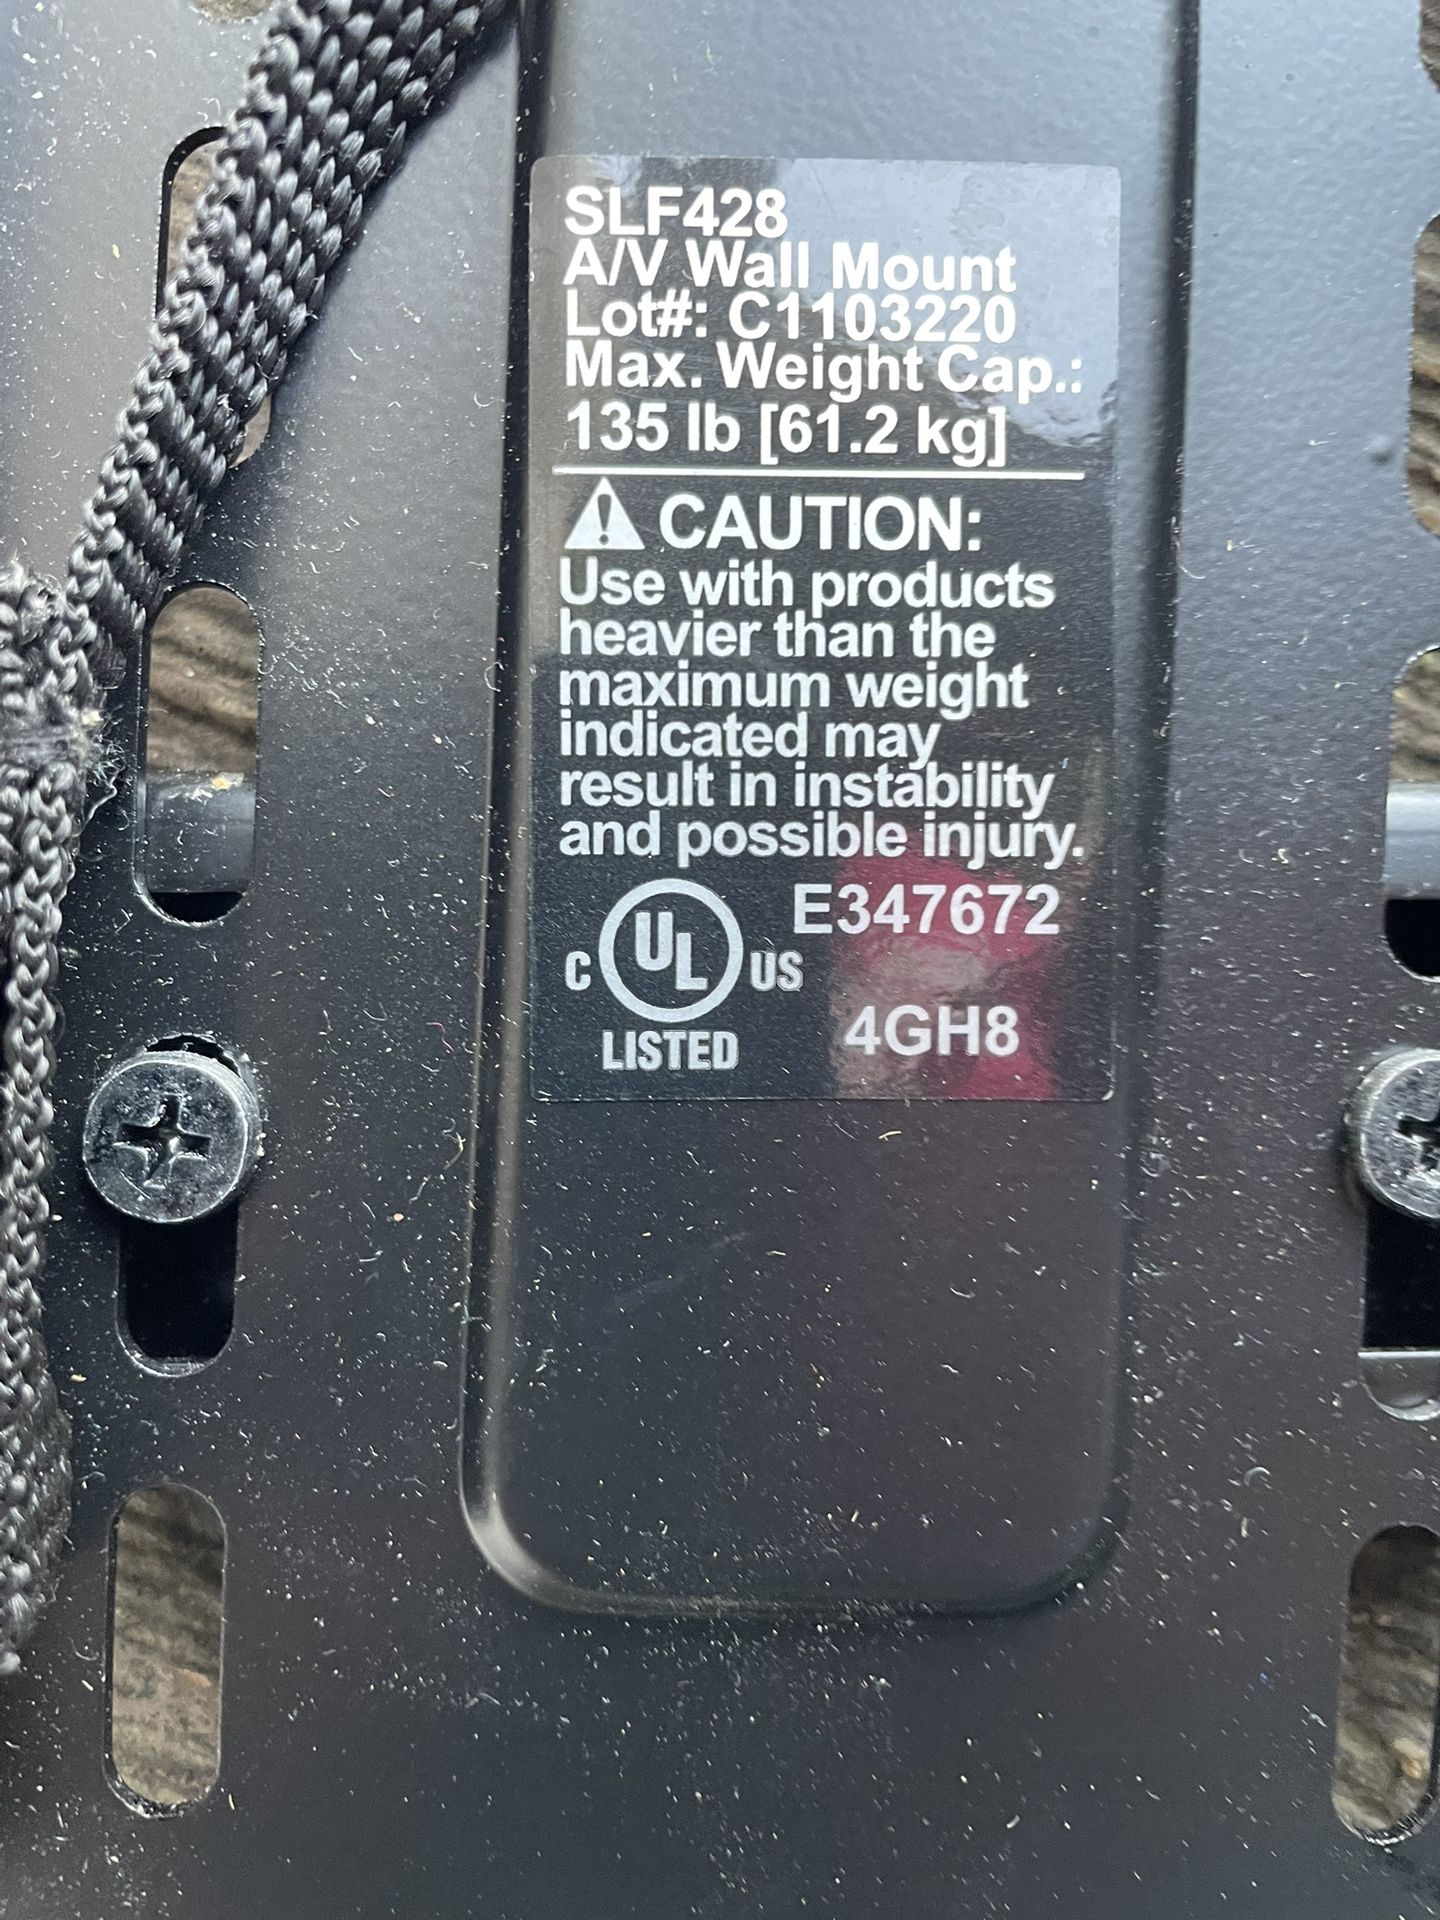 SLF428
A/V Wall Mount
Lot#: C1103220
Max. Weight Cap.:
135 lb [61.2 kg]
CAUTION:
Use with products
heavier than the
maximum weight
indicated may
result in instability
and possible injury.
E347672
C UL US
LISTED
4GH8